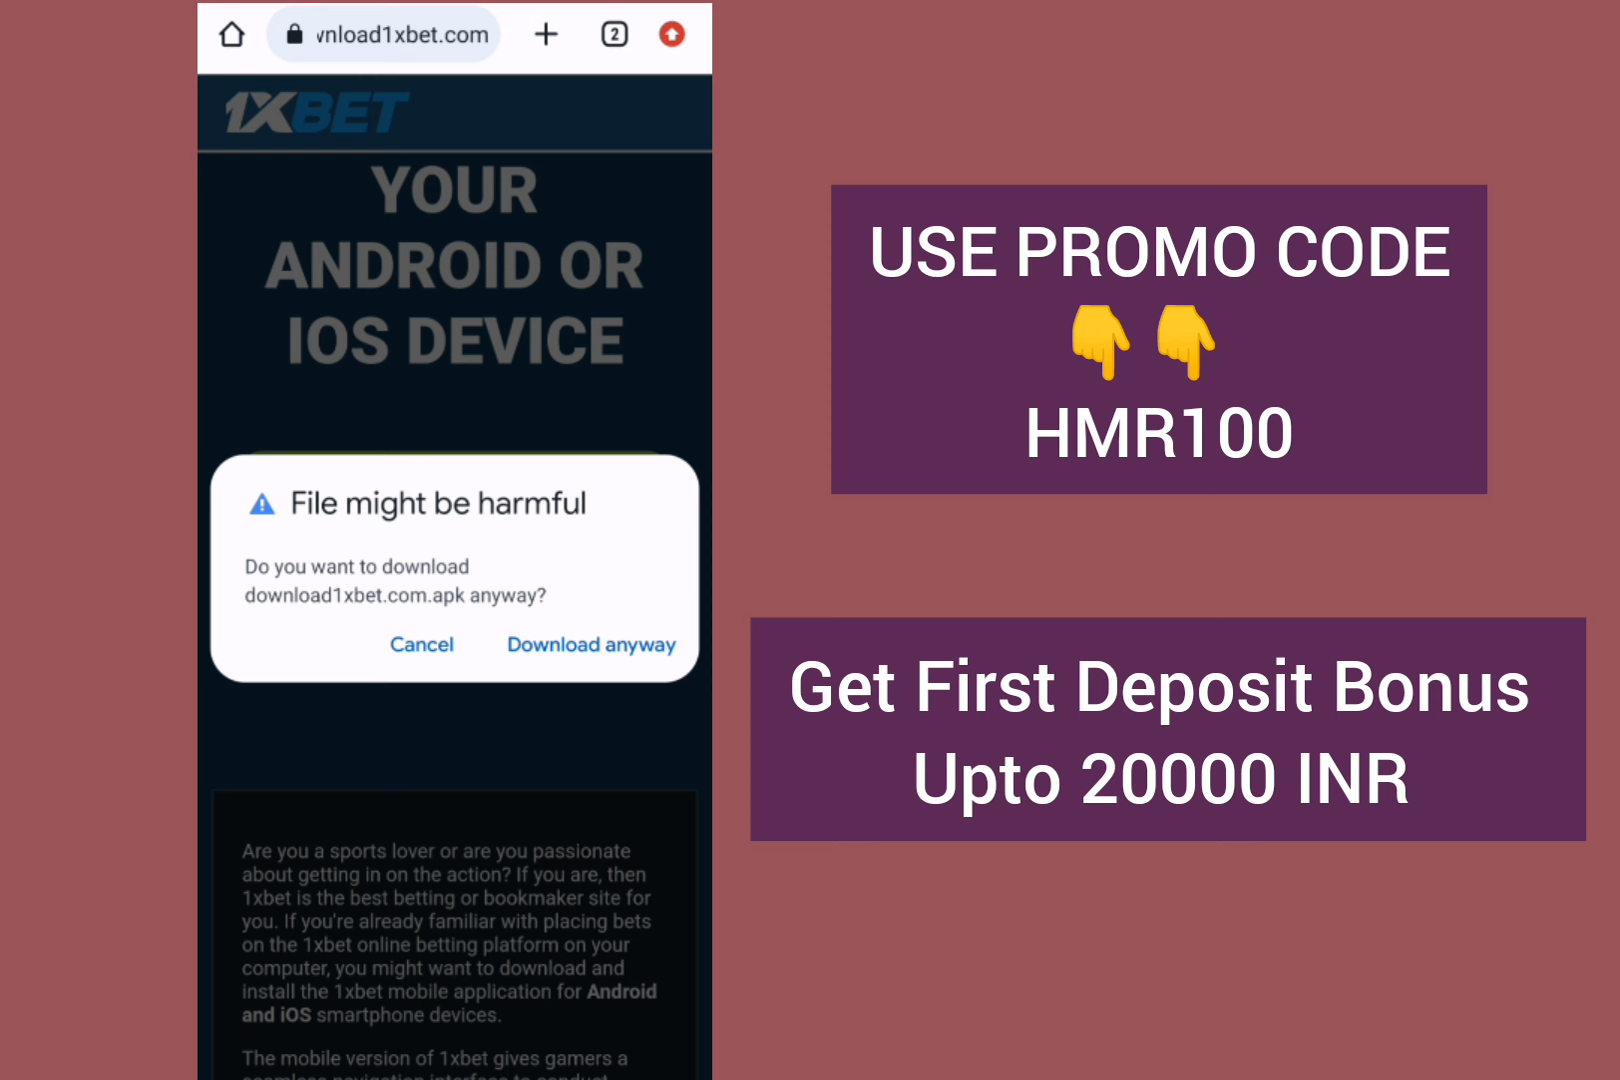 vnload1xbet.com
2
1XBET
YOUR
ANDROID OR
IOS DEVICE
File might be harmful
Do you want to download
download1xbet.com.apk anyway?
Cancel
Download anyway
Are you a sports lover or are you passionate
about getting in on the action? If you are, then
1xbet is the best betting or bookmaker site for
you. If you're already familiar with placing bets
on the 1xbet online betting platform on your
computer, you might want to download and
install the 1xbet mobile application for Android
and iOS smartphone devices.
The mobile version of 1xbet gives gamers a
USE PROMO CODE
👇👇
HMR100
Get First Deposit Bonus
Upto 20000 INR